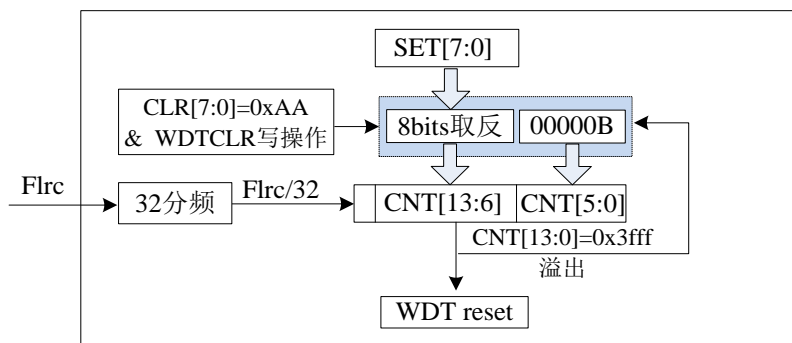 SET[7:0]
CLR[7:0]=0xAA
& WDTCLR写操作
8bits取反
00000B
Flrc
32分频
Flrc/32
CNT[13:6]
CNT[5:0]
CNT[13:0]=0x3fff
溢出
WDT reset